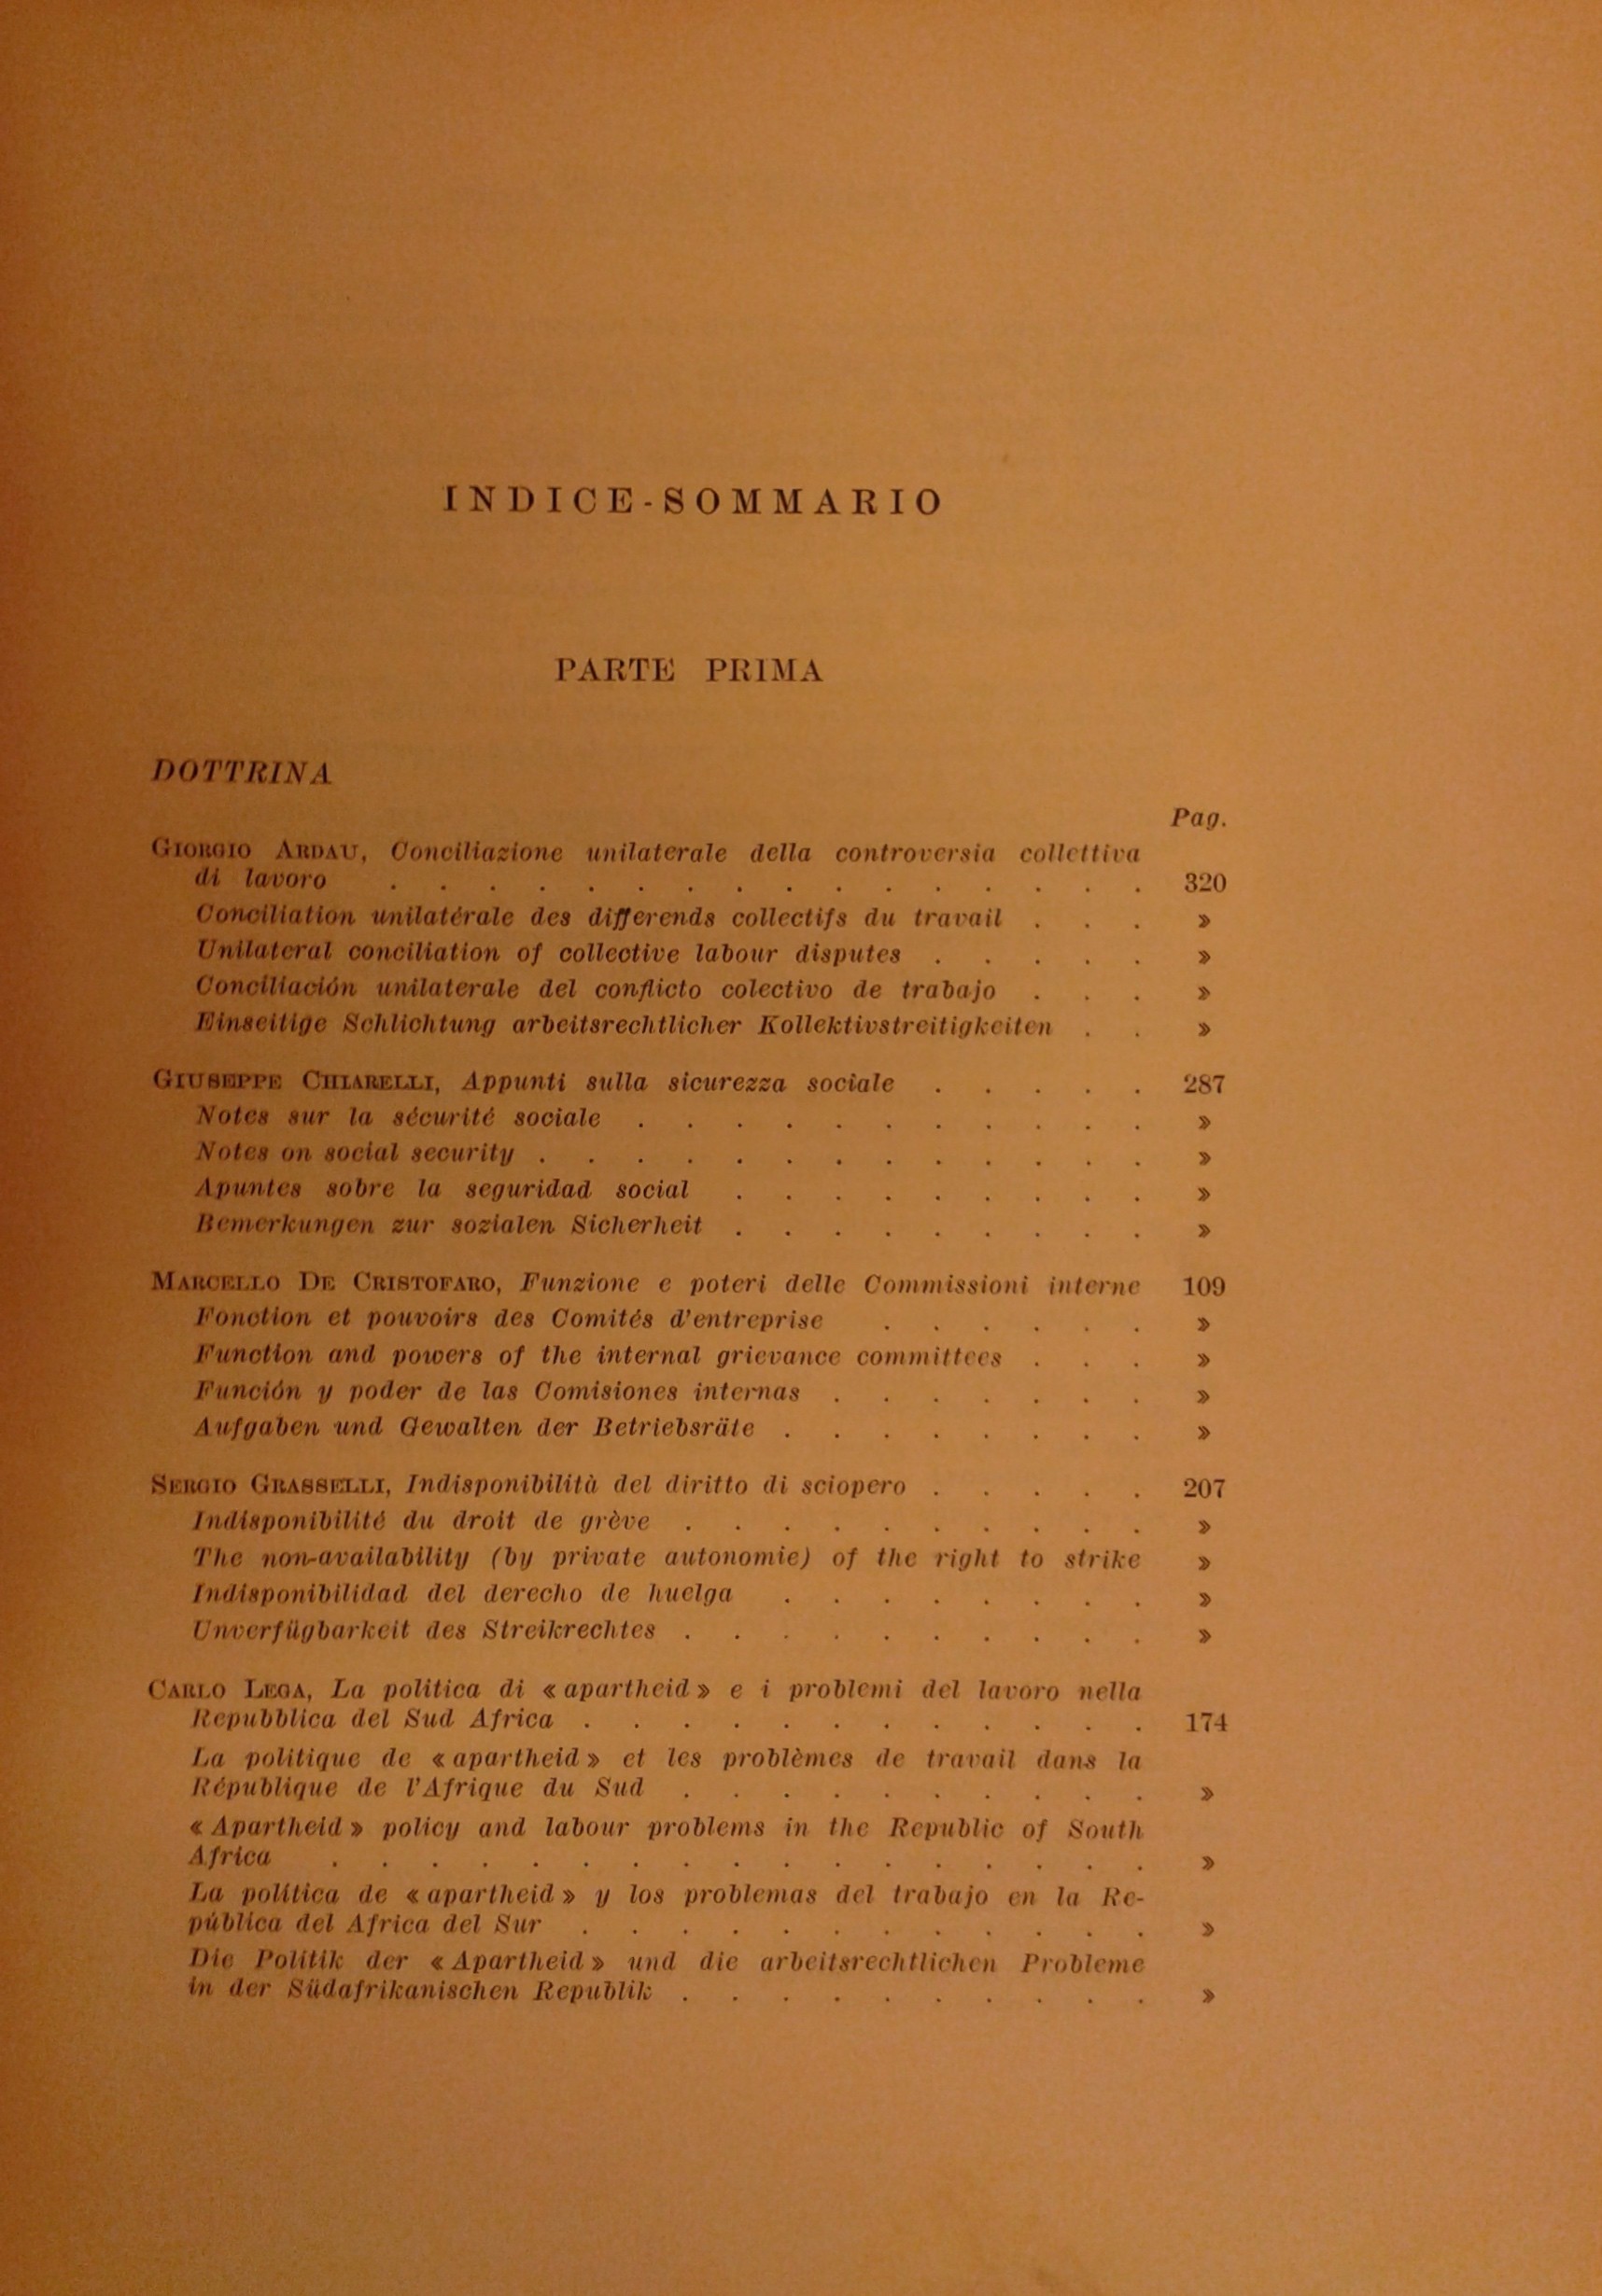 INDICE-SOMMARIO
PARTE PRIMA
DOTTRINA
Pag.
GIORGIO ARDAU, Conciliazione unilaterale della controversia collettiva
di lavoro . . . . . . . . . . . . . . . . 320
Conciliation unilatérale des differends collectifs du travail . . . »
Unilateral conciliation of collective labour disputes . . . . . »
Conciliación unilaterale del conflicto colectivo de trabajo . . . »
Einseitige Schlichtung arbeitsrechtlicher Kollektivstreitigkeiten . . »
GIUSEPPE CHIARELLI, Appunti sulla sicurezza sociale . . . . . 287
Notes sur la sécurité sociale . . . . . . . . . . . »
Notes on social security . . . . . . . . . . . . . »
Apuntes sobre la seguridad social . . . . . . . . . »
Bemerkungen zur sozialen Sicherheit . . . . . . . . . »
MARCELLO DE CRISTOFARO, Funzione e poteri delle Commissioni interne 109
Fonction et pouvoirs des Comités d'entreprise . . . . . . »
Function and powers of the internal grievance committees . . . »
Función y poder de las Comisiones internas . . . . . . . »
Aufgaben und Gewalten der Betriebsräte . . . . . . . . »
SERGIO GRASSELLI, Indisponibilità del diritto di sciopero . . . . . 207
Indisponibilité du droit de grève . . . . . . . . . . »
The non-availability (by private autonomie) of the right to strike »
Indisponibilidad del derecho de huelga . . . . . . . . »
Unverfügbarkeit des Streikrechtes . . . . . . . . . . »
CARLO LEGA, La politica di « apartheid » e i problemi del lavoro nella
Repubblica del Sud Africa . . . . . . . . . . . . 174
La politique de « apartheid » et les problèmes de travail dans la
République de l'Afrique du Sud . . . . . . . . . . »
« Apartheid » policy and labour problems in the Republic of South
Africa . . . . . . . . . . . . . . . . . »
La política de « apartheid » y los problemas del trabajo en la Re-
pública del Africa del Sur . . . . . . . . . . . . »
Die Politik der « Apartheid » und die arbeitsrechtlichen Probleme
in der Südafrikanischen Republik . . . . . . . . . . »